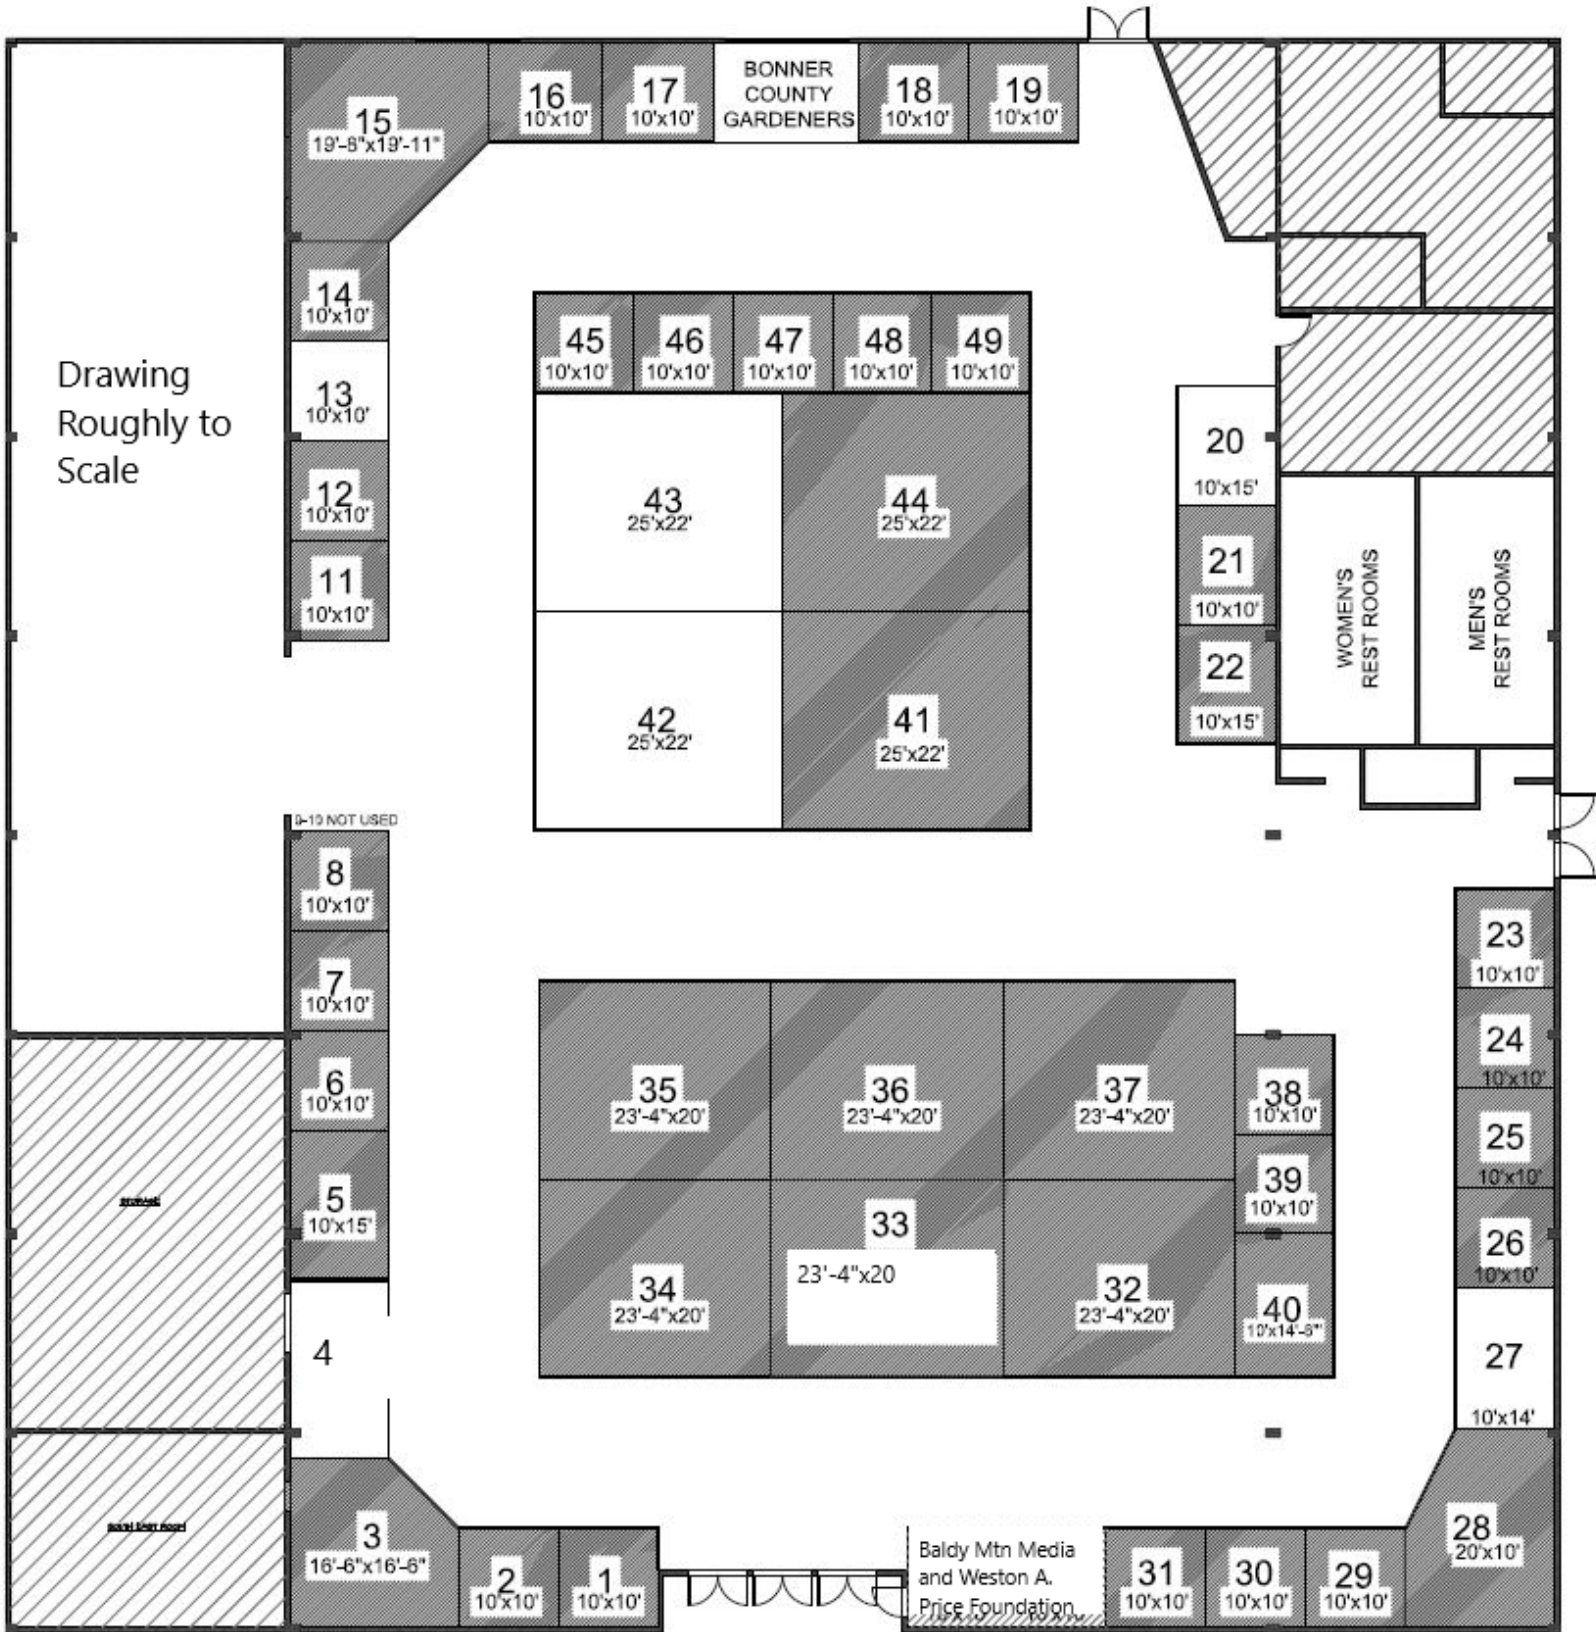 BONNER
COUNTY
GARDENERS
15
19'-8"x19'-11"
16
10'x10'
17
10'x10'
18
10'x10'
19
10'x10'
14
10'x10'
13
10'x10'
12
10'x10'
11
10'x10'
Drawing
Roughly to
Scale
45
10'x10'
46
10'x10'
47
10'x10'
48
10'x10'
49
10'x10'
43
25'x22'
44
25'x22'
42
25'x22'
41
25'x22'
20
10'x15'
21
10'x10'
22
10'x15'
WOMEN'S
REST ROOMS
MEN'S
REST ROOMS
9-10 NOT USED
8
10'x10'
7
10'x10'
6
10'x10'
5
10'x15'
4
STORAGE
3
16'-6"x16'-6"
2
10'x10'
1
10'x10'
35
23'-4"x20'
36
23'-4"x20'
37
23'-4"x20'
38
10'x10'
39
10'x10'
34
23'-4"x20'
33
23'-4"x20
32
23'-4"x20'
40
10'x14'-6"
23
10'x10'
24
10'x10'
25
10'x10'
26
10'x10'
27
10'x14'
28
20'x10'
Baldy Mtn Media
and Weston A.
Price Foundation
31
10'x10'
30
10'x10'
29
10'x10'